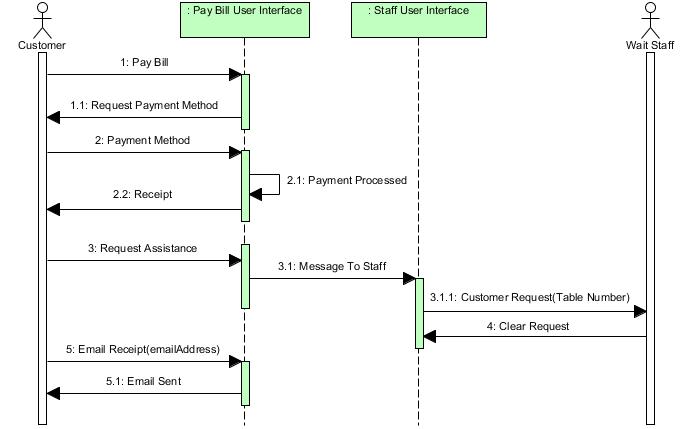 : Pay Bill User Interface
: Staff User Interface
Customer
Wait Staff
1: Pay Bill
1.1: Request Payment Method
2: Payment Method
2.1: Payment Processed
2.2: Receipt
3: Request Assistance
3.1: Message To Staff
3.1.1: Customer Request(Table Number)
4: Clear Request
5: Email Receipt(emailAddress)
5.1: Email Sent